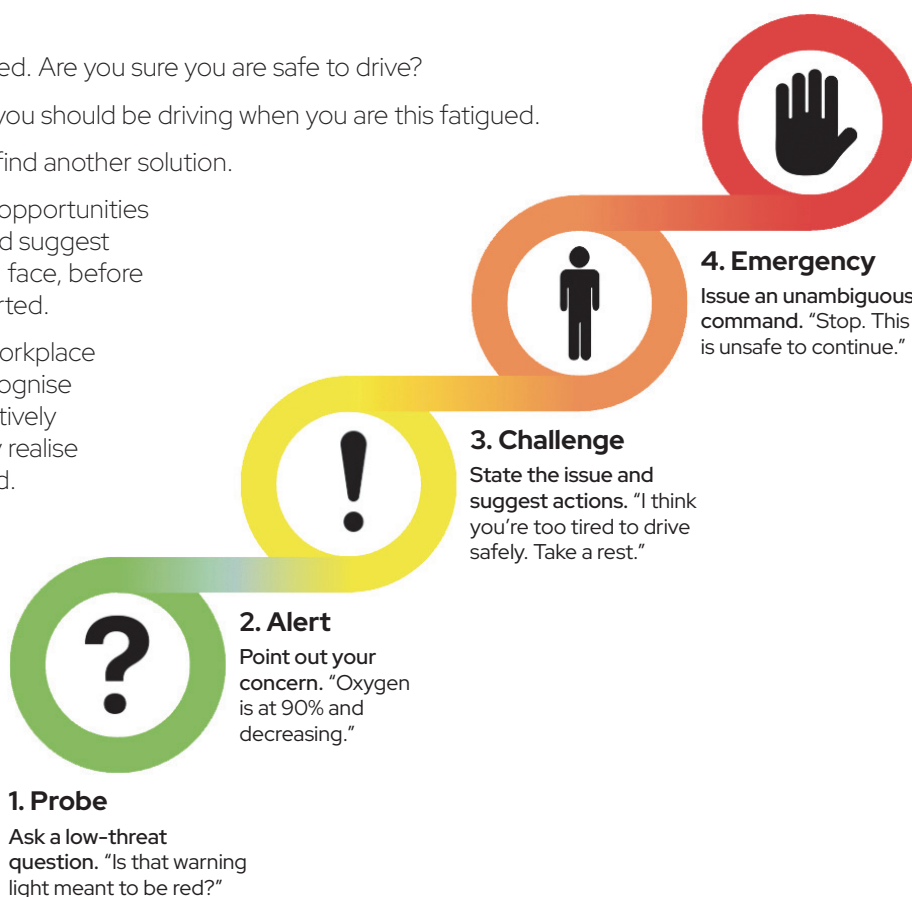 ed. Are you sure you are safe to drive?
you should be driving when you are this fatigued.
find another solution.
opportunities
d suggest
face, before
rted.
orkplace
ognise
tively
realise
d.
4. Emergency
Issue an unambiguous
command. “Stop. This
is unsafe to continue.”
3. Challenge
State the issue and
suggest actions. “I think
you’re too tired to drive
safely. Take a rest.”
2. Alert
Point out your
concern. “Oxygen
is at 90% and
decreasing.”
1. Probe
Ask a low-threat
question. “Is that warning
light meant to be red?”